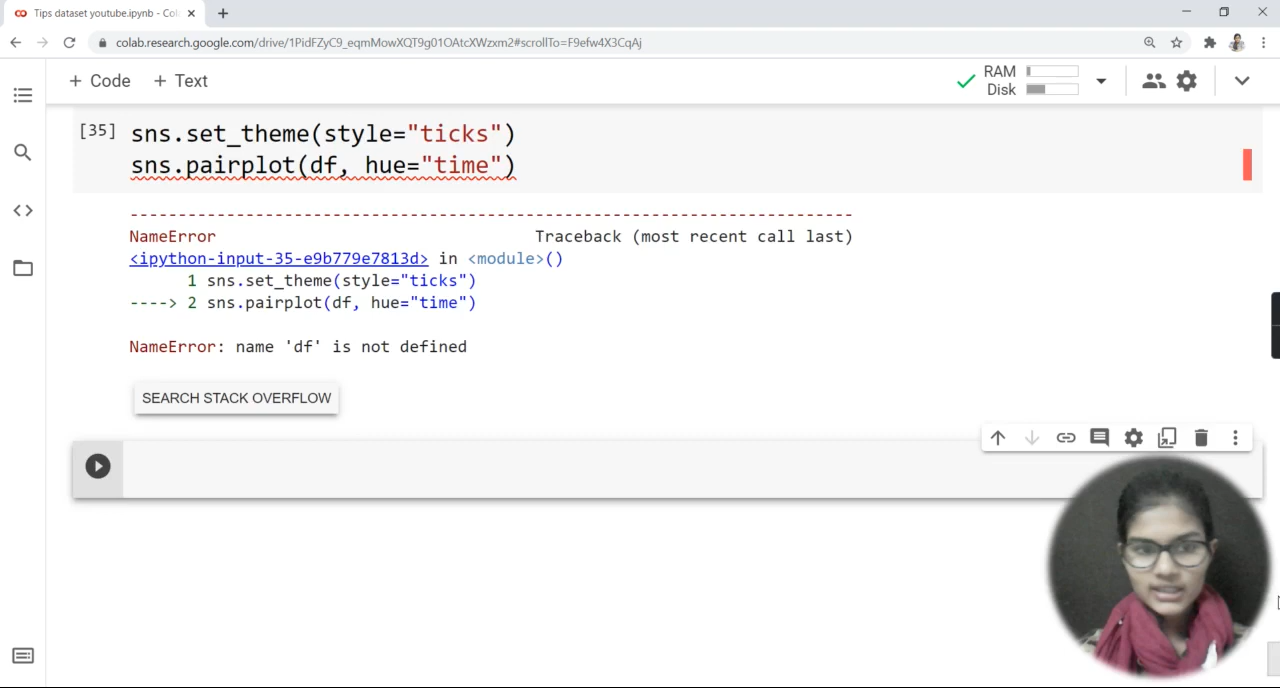 Tips dataset youtube.ipynb - Col
colab.research.google.com/drive/1PidFZyC9_eqmMowXQT9g01OAtcXWzxm2#scrollTo=F9efw4X3CqAj
+ Code + Text
RAM
Disk
[35] sns.set_theme(style="ticks")
sns.pairplot(df, hue="time")
---------------------------------------------------------------------------
NameError Traceback (most recent call last)
<ipython-input-35-e9b779e7813d> in <module>()
1 sns.set_theme(style="ticks")
----> 2 sns.pairplot(df, hue="time")
NameError: name 'df' is not defined
SEARCH STACK OVERFLOW